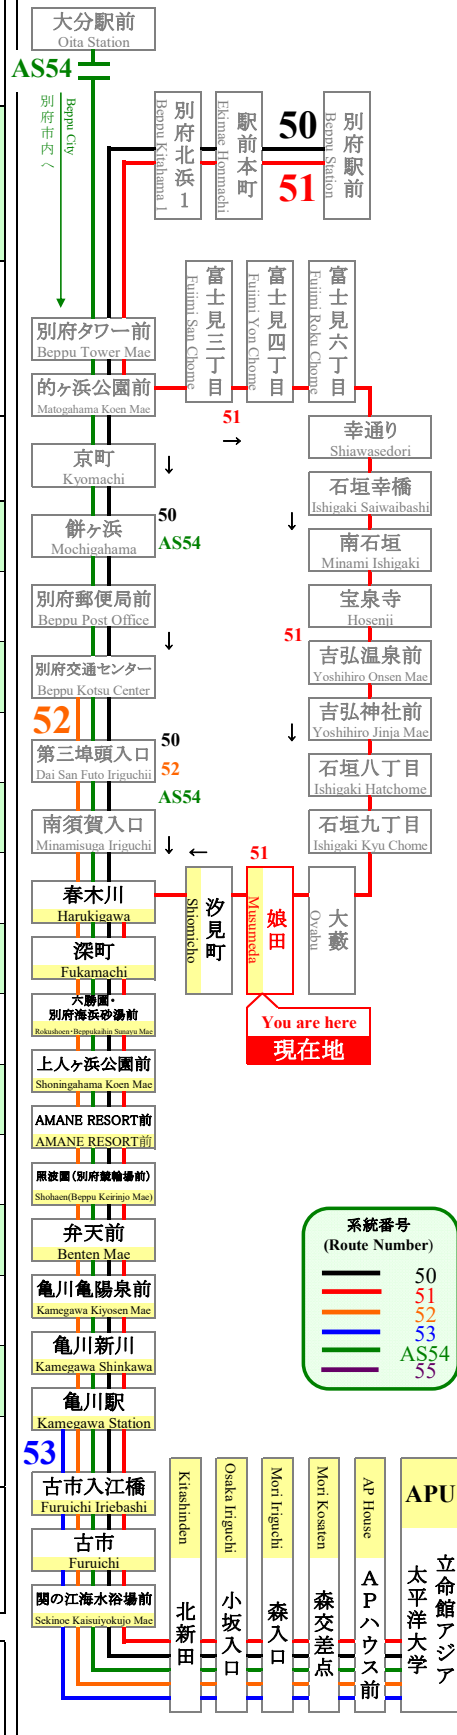 大分駅前
Oita Station
AS54
Beppu City
別府市内へ
別府北浜1
Beppu Kitahama 1
駅前本町
Ekimae Honmachi
50
51
別府駅前
Beppu Station
別府タワー前
Beppu Tower Mae
的ヶ浜公園前
Matogahama Koen Mae
富士見三丁目
Fujimi San Chome
富士見四丁目
Fujimi Yon Chome
富士見六丁目
Fujimi Roku Chome
51
→
幸通り
Shiawasedori
京町
Kyomachi
↓
石垣幸橋
Ishigaki Saiwaibashi
餅ヶ浜
Mochigahama
50
AS54
↓
南石垣
Minami Ishigaki
別府郵便局前
Beppu Post Office
↓
宝泉寺
Hosenji
51
別府交通センター
Beppu Kotsu Center
吉弘温泉前
Yoshihiro Onsen Mae
52
吉弘神社前
Yoshihiro Jinja Mae
↓
第三埠頭入口
Dai San Futo Iriguchii
50
52
AS54
石垣八丁目
Ishigaki Hatchome
南須賀入口
Minamisuga Iriguchi
↓
←
51
石垣九丁目
Ishigaki Kyu Chome
春木川
Harukigawa
汐見町
Shiomicho
娘田
Musumeda
大藪
Oyabu
深町
Fukamachi
六勝園・
別府海浜砂湯前
Rokushoen・Beppukaihin Sunayu Mae
You are here
現在地
上人ヶ浜公園前
Shoningahama Koen Mae
AMANE RESORT前
AMANE RESORT前
照波園(別府競輪場前)
Shohaen(Beppu Keirinjo Mae)
弁天前
Benten Mae
亀川亀陽泉前
Kamegawa Kiyosen Mae
亀川新川
Kamegawa Shinkawa
亀川駅
Kamegawa Station
系統番号
(Route Number)
50
51
52
53
AS54
55
53
古市入江橋
Furuichi Iriebashi
古市
Furuichi
関の江海水浴場前
Sekinoe Kaisuiyokujo Mae
Kitashinden
北新田
Osaka Iriguchi
小坂入口
Mori Iriguchi
森入口
Mori Kosaten
森交差点
AP House
APハウス前
APU
立命館アジア
太平洋大学